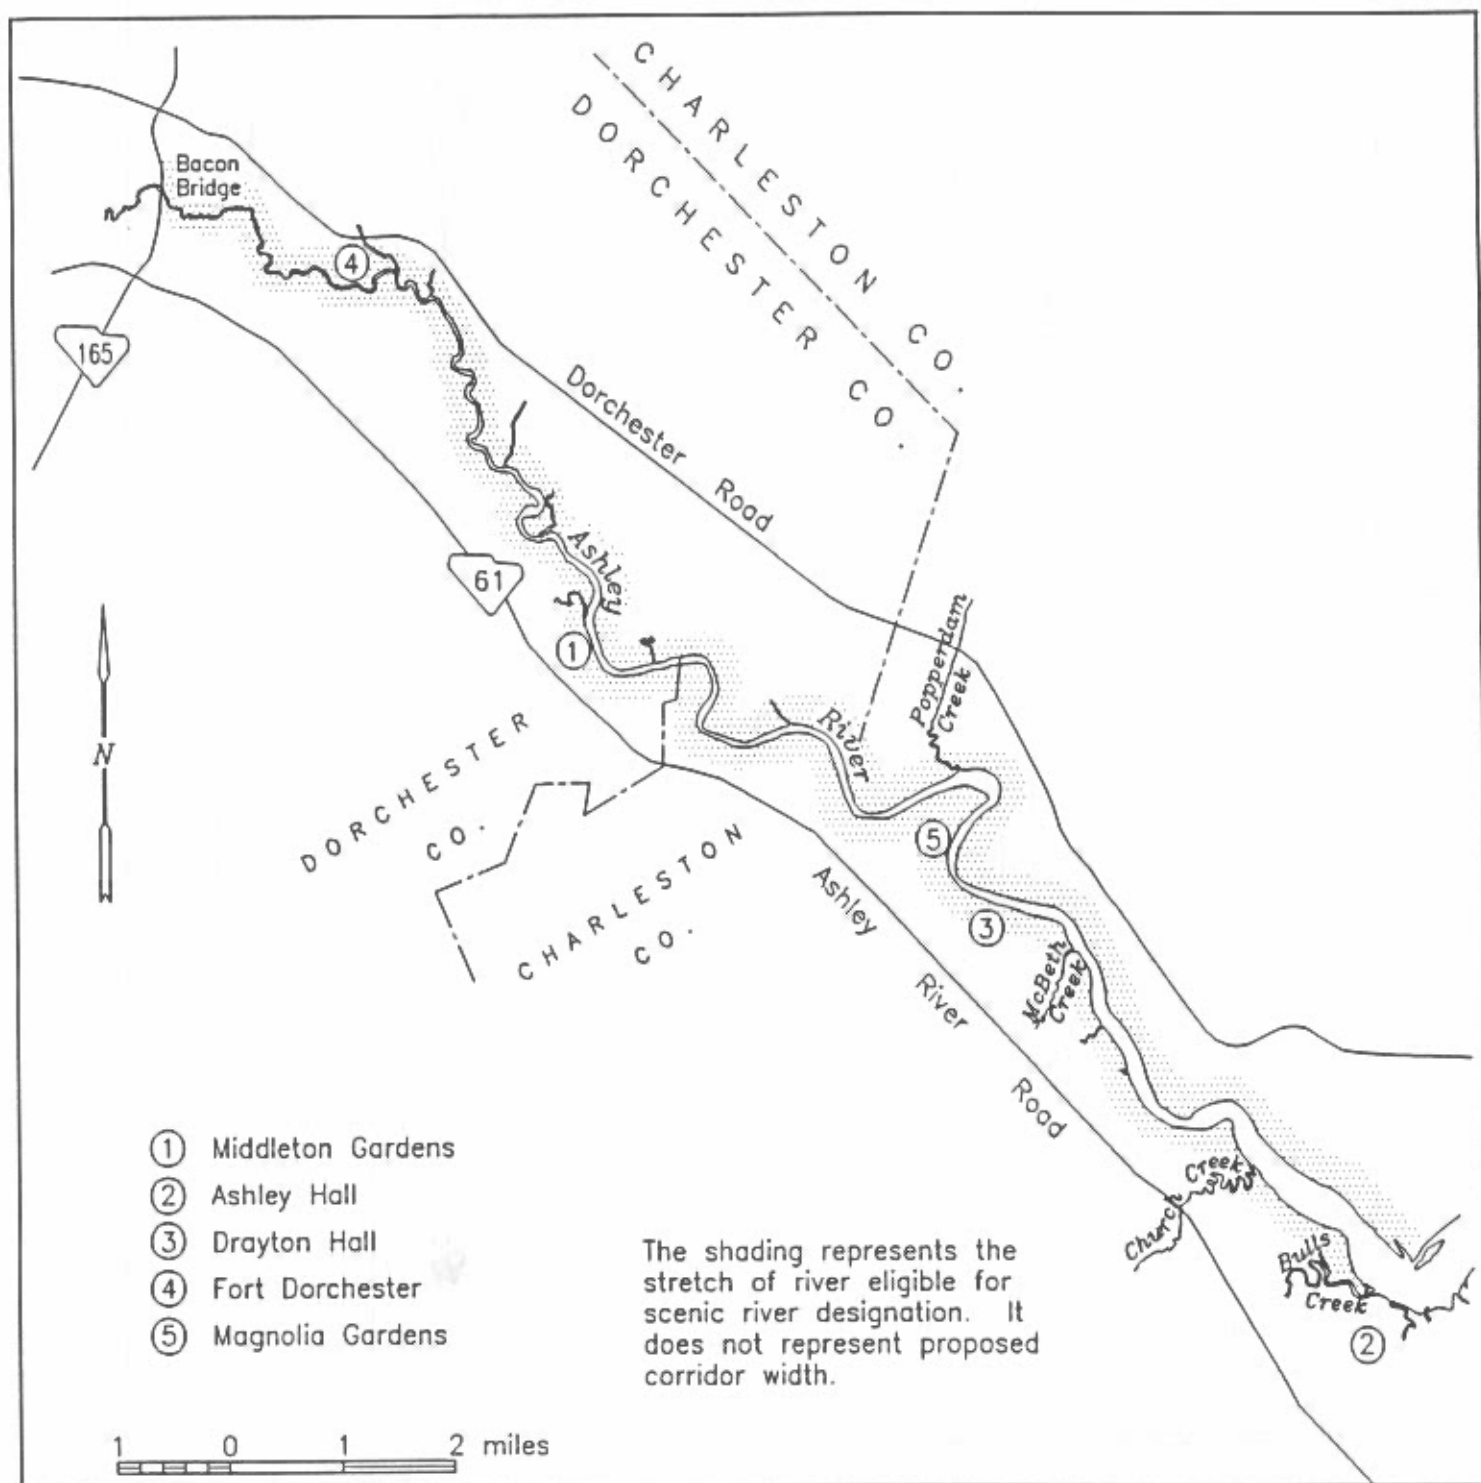 CHARLESTON CO.
DORCHESTER CO.
Bacon
Bridge
4
165
Dorchester Road
Ashley River
61
1
N
Popperdam
Creek
DORCHESTER
CO.
CHARLESTON
CO.
5
3
Ashley River Road
McBeth
Creek
Church Creek
Bulls
Creek
2
1 Middleton Gardens
2 Ashley Hall
3 Drayton Hall
4 Fort Dorchester
5 Magnolia Gardens
The shading represents the
stretch of river eligible for
scenic river designation. It
does not represent proposed
corridor width.
1 0 1 2 miles